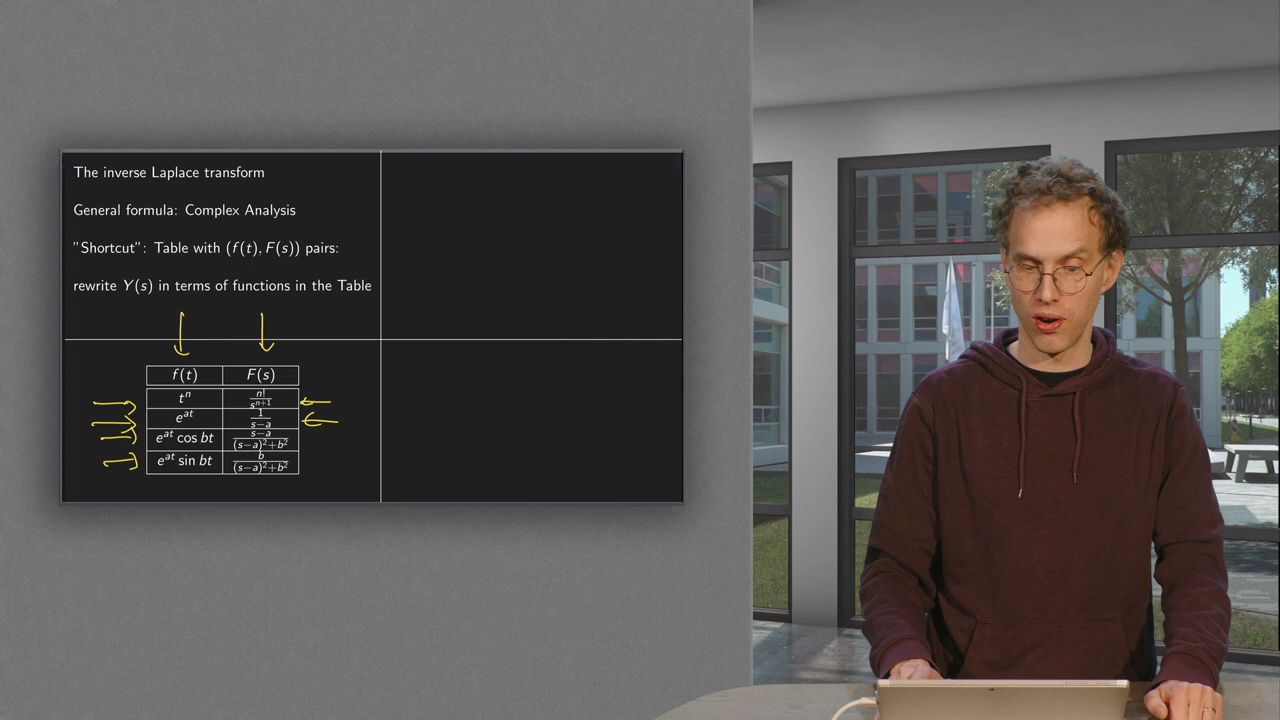 The inverse Laplace transform
General formula: Complex Analysis
"Shortcut": Table with (f(t), F(s)) pairs:
rewrite Y(s) in terms of functions in the Table
f(t) F(s)
t^n n!/s^{n+1}
e^{at} 1/(s−a)
e^{at} cos bt (s−a)/((s−a)^2+b^2)
e^{at} sin bt b/((s−a)^2+b^2)